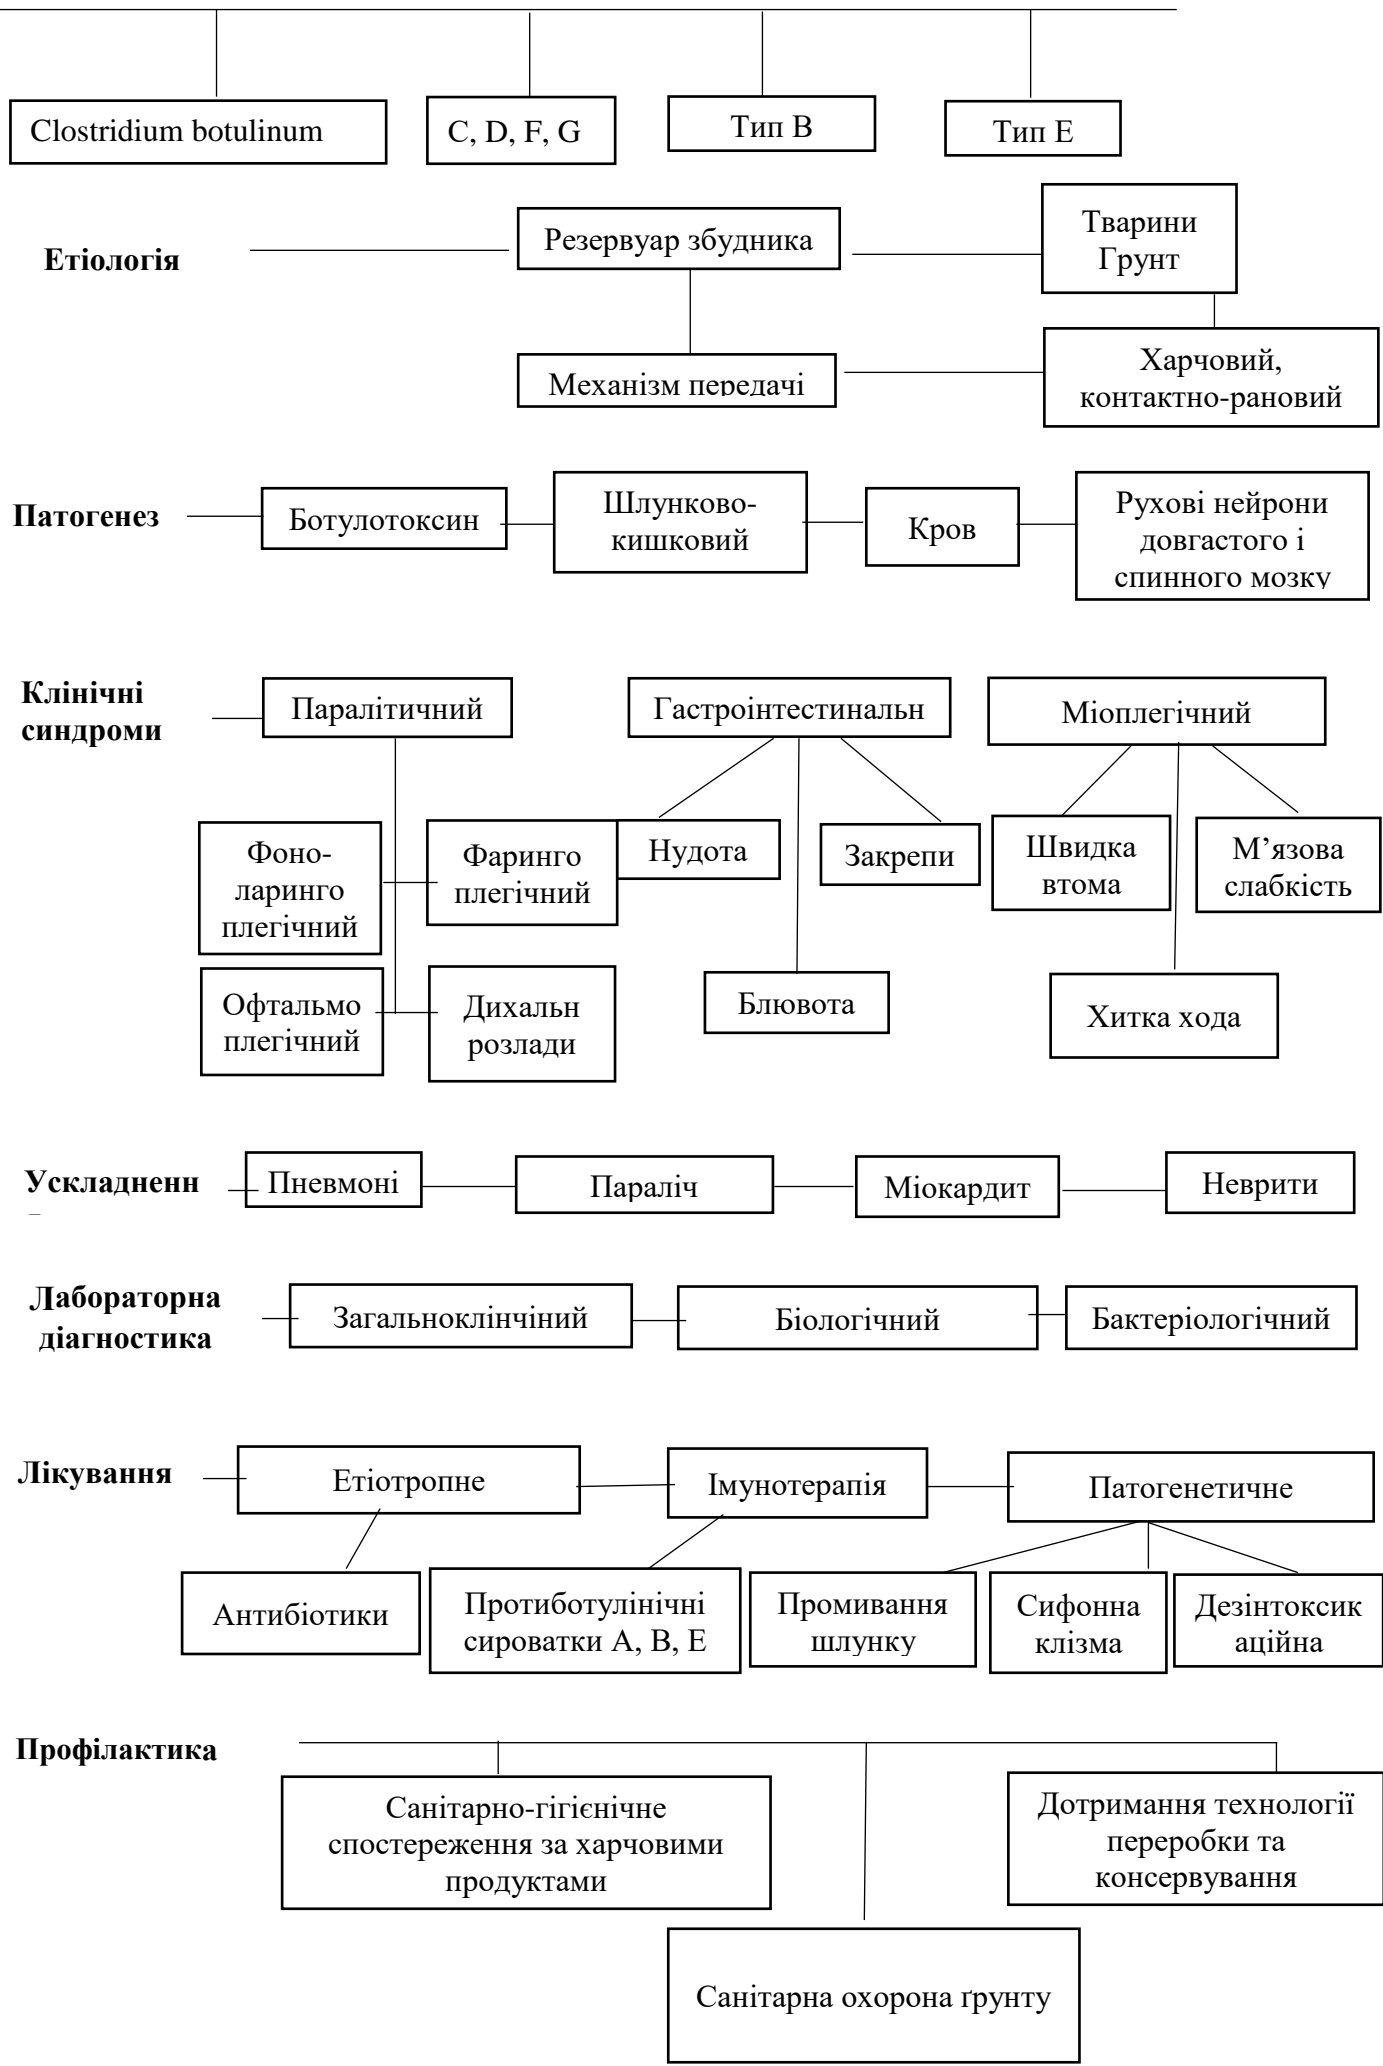 Clostridium botulinum
C, D, F, G
Тип В
Тип Е
Етіологія
Резервуар збудника
Тварини
Грунт
Механізм передачі
Харчовий,
контактно-рановий
Патогенез
Ботулотоксин
Шлунково-
кишковий
Кров
Рухові нейрони
довгастого і
спинного мозку
Клінічні
синдроми
Паралітичний
Гастроінтестинальн
Міоплегічний
Фоно-
ларинго
плегічний
Фаринго
плегічний
Нудота
Закрепи
Швидка
втома
М’язова
слабкість
Офтальмо
плегічний
Дихальн
розлади
Блювота
Хитка хода
Ускладненн
Пневмоні
Параліч
Міокардит
Неврити
Лабораторна
діагностика
Загальноклінчіний
Біологічний
Бактеріологічний
Лікування
Етіотропне
Імунотерапія
Патогенетичне
Антибіотики
Протиботулінічні
сироватки А, В, Е
Промивання
шлунку
Сифонна
клізма
Дезінтоксик
аційна
Профілактика
Санітарно-гігієнічне
спостереження за харчовими
продуктами
Дотримання технології
переробки та
консервування
Санітарна охорона ґрунту